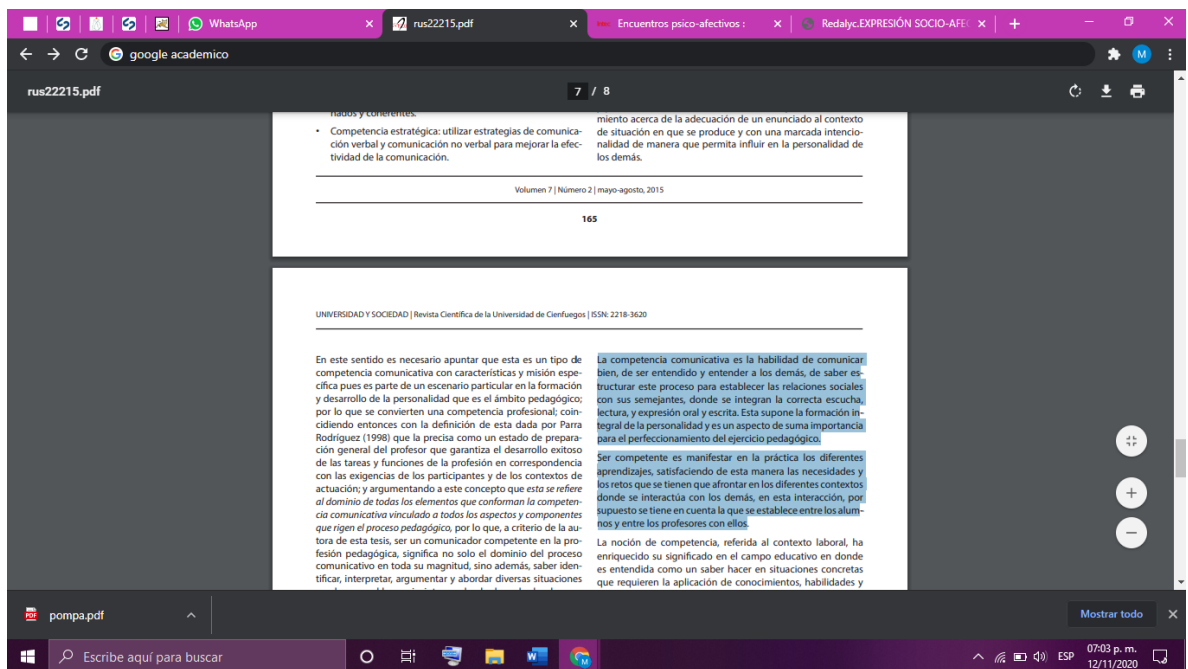 WhatsApp
rus22215.pdf
Encuentros psico-afectivos :
Redalyc.EXPRESIÓN SOCIO-AFEC
google academico
M
rus22215.pdf
7 / 8
nados y coherentes.
• Competencia estratégica: utilizar estrategias de comunica-
ción verbal y comunicación no verbal para mejorar la efec-
tividad de la comunicación.
miento acerca de la adecuación de un enunciado al contexto
de situación en que se produce y con una marcada intencio-
nalidad de manera que permita influir en la personalidad de
los demás.
Volumen 7 | Número 2 | mayo-agosto, 2015
165
UNIVERSIDAD Y SOCIEDAD | Revista Científica de la Universidad de Cienfuegos | ISSN: 2218-3620
En este sentido es necesario apuntar que esta es un tipo de
competencia comunicativa con características y misión espe-
cífica pues es parte de un escenario particular en la formación
y desarrollo de la personalidad que es el ámbito pedagógico;
por lo que se convierten una competencia profesional; coin-
cidiendo entonces con la definición de esta dada por Parra
Rodríguez (1998) que la precisa como un estado de prepara-
ción general del profesor que garantiza el desarrollo exitoso
de las tareas y funciones de la profesión en correspondencia
con las exigencias de los participantes y de los contextos de
actuación; y argumentando a este concepto que esta se refiere
al dominio de todas los elementos que conforman la competen-
cia comunicativa vinculado a todos los aspectos y componentes
que rigen el proceso pedagógico, por lo que, a criterio de la au-
tora de esta tesis, ser un comunicador competente en la pro-
fesión pedagógica, significa no solo el dominio del proceso
comunicativo en toda su magnitud, sino además, saber iden-
tificar, interpretar, argumentar y abordar diversas situaciones
La competencia comunicativa es la habilidad de comunicar
bien, de ser entendido y entender a los demás, de saber es-
tructurar este proceso para establecer las relaciones sociales
con sus semejantes, donde se integran la correcta escucha,
lectura, y expresión oral y escrita. Esta supone la formación in-
tegral de la personalidad y es un aspecto de suma importancia
para el perfeccionamiento del ejercicio pedagógico.
Ser competente es manifestar en la práctica los diferentes
aprendizajes, satisfaciendo de esta manera las necesidades y
los retos que se tienen que afrontar en los diferentes contextos
donde se interactúa con los demás, en esta interacción, por
supuesto se tiene en cuenta la que se establece entre los alum-
nos y entre los profesores con ellos.
La noción de competencia, referida al contexto laboral, ha
enriquecido su significado en el campo educativo en donde
es entendida como un saber hacer en situaciones concretas
que requieren la aplicación de conocimientos, habilidades y
pompa.pdf
Mostrar todo
Escribe aquí para buscar
ESP
07:03 p. m.
12/11/2020